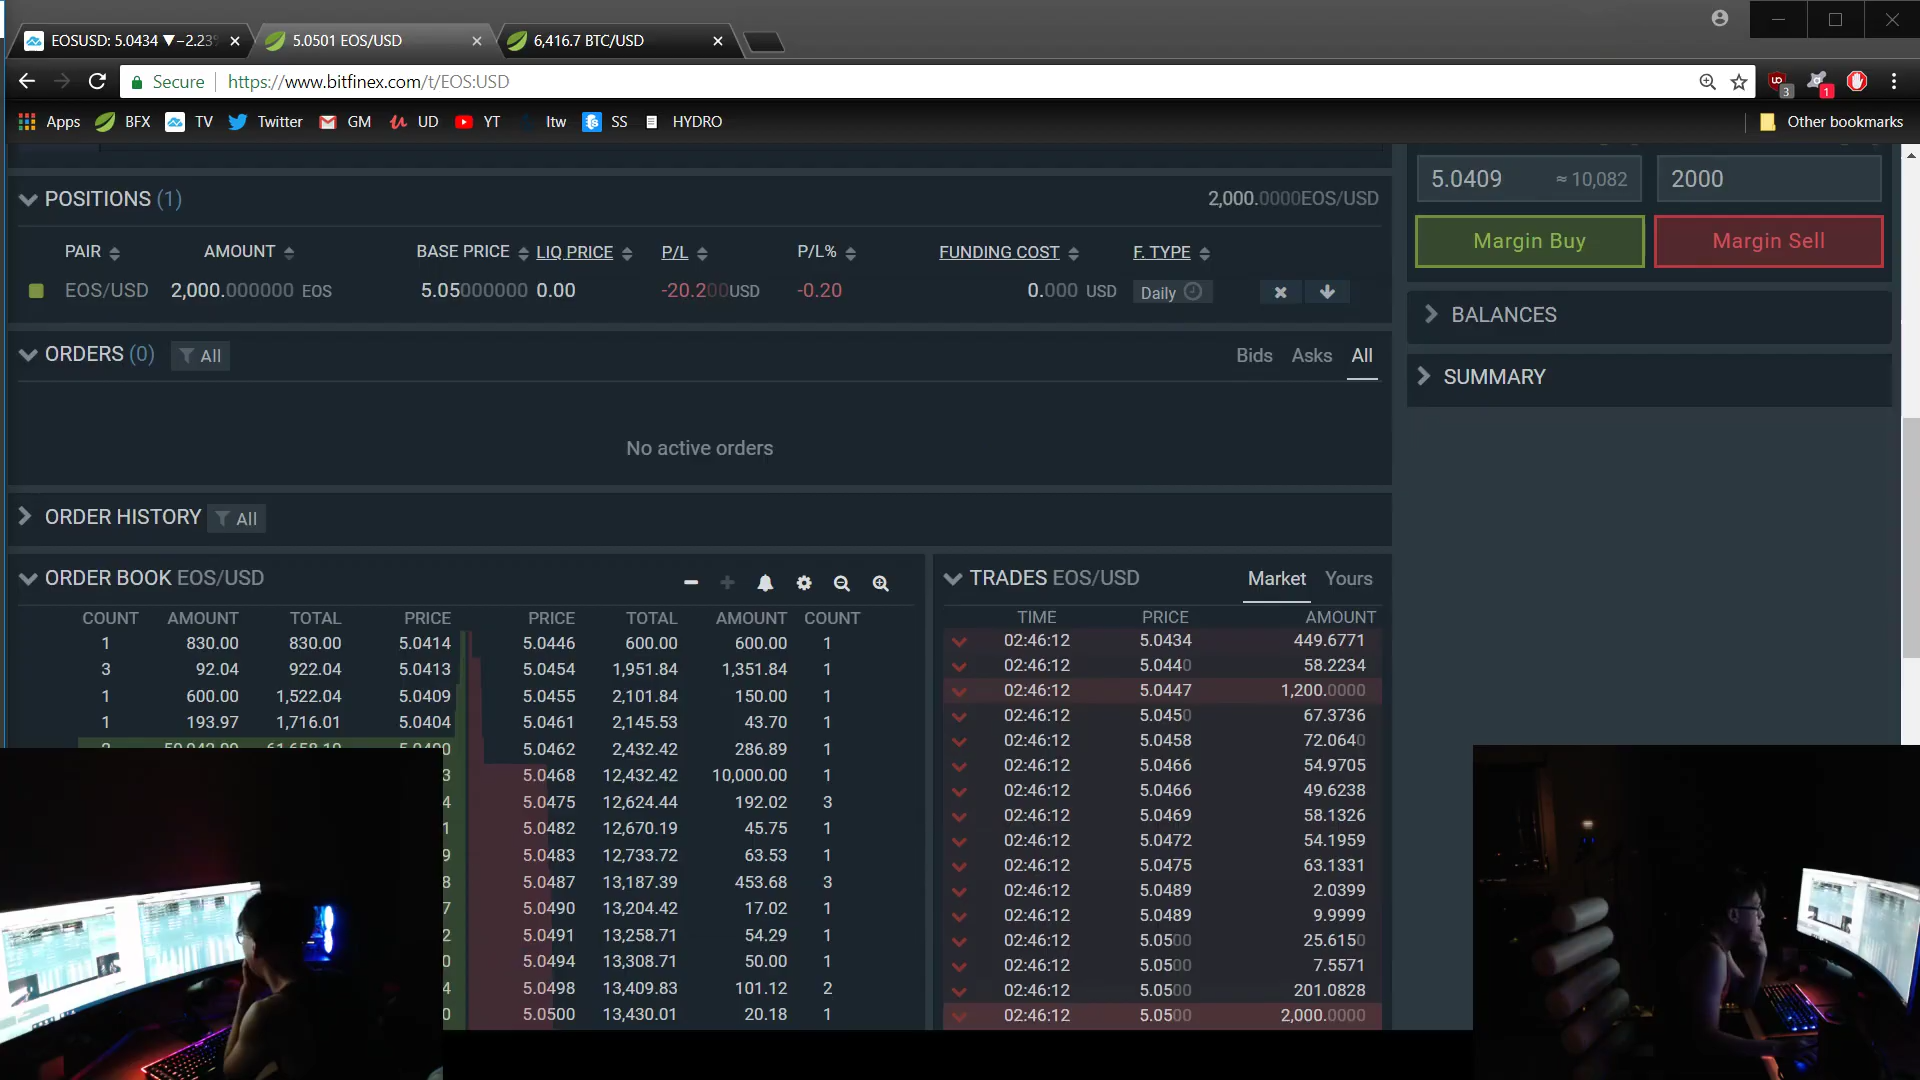 EOSUSD: 5.0434 ▼−2.23%
5.0501 EOS/USD
6,416.7 BTC/USD
Secure https://www.bitfinex.com/t/EOS:USD
3
1
Apps BFX TV Twitter GM UD YT Itw SS HYDRO Other bookmarks
POSITIONS (1) 2,000.0000EOS/USD
PAIR AMOUNT BASE PRICE LIQ PRICE P/L P/L% FUNDING COST F. TYPE
EOS/USD 2,000.000000 EOS 5.05000000 0.00 -20.200USD -0.20 0.000 USD Daily
ORDERS (0) All Bids Asks All
No active orders
ORDER HISTORY All
ORDER BOOK EOS/USD
COUNT AMOUNT TOTAL PRICE PRICE TOTAL AMOUNT COUNT
1 830.00 830.00 5.0414 5.0446 600.00 600.00 1
3 92.04 922.04 5.0413 5.0454 1,951.84 1,351.84 1
1 600.00 1,522.04 5.0409 5.0455 2,101.84 150.00 1
1 193.97 1,716.01 5.0404 5.0461 2,145.53 43.70 1
5.0462 2,432.42 286.89 1
3 5.0468 12,432.42 10,000.00 1
4 5.0475 12,624.44 192.02 3
1 5.0482 12,670.19 45.75 1
9 5.0483 12,733.72 63.53 1
8 5.0487 13,187.39 453.68 3
7 5.0490 13,204.42 17.02 1
2 5.0491 13,258.71 54.29 1
0 5.0494 13,308.71 50.00 1
4 5.0498 13,409.83 101.12 2
0 5.0500 13,430.01 20.18 1
TRADES EOS/USD Market Yours
TIME PRICE AMOUNT
02:46:12 5.0434 449.6771
02:46:12 5.0440 58.2234
02:46:12 5.0447 1,200.0000
02:46:12 5.0450 67.3736
02:46:12 5.0458 72.0640
02:46:12 5.0466 54.9705
02:46:12 5.0466 49.6238
02:46:12 5.0469 58.1326
02:46:12 5.0472 54.1959
02:46:12 5.0475 63.1331
02:46:12 5.0489 2.0399
02:46:12 5.0489 9.9999
02:46:12 5.0500 25.6150
02:46:12 5.0500 7.5571
02:46:12 5.0500 201.0828
02:46:12 5.0500 2,000.0000
5.0409 ≈ 10,082 2000
Margin Buy Margin Sell
BALANCES
SUMMARY